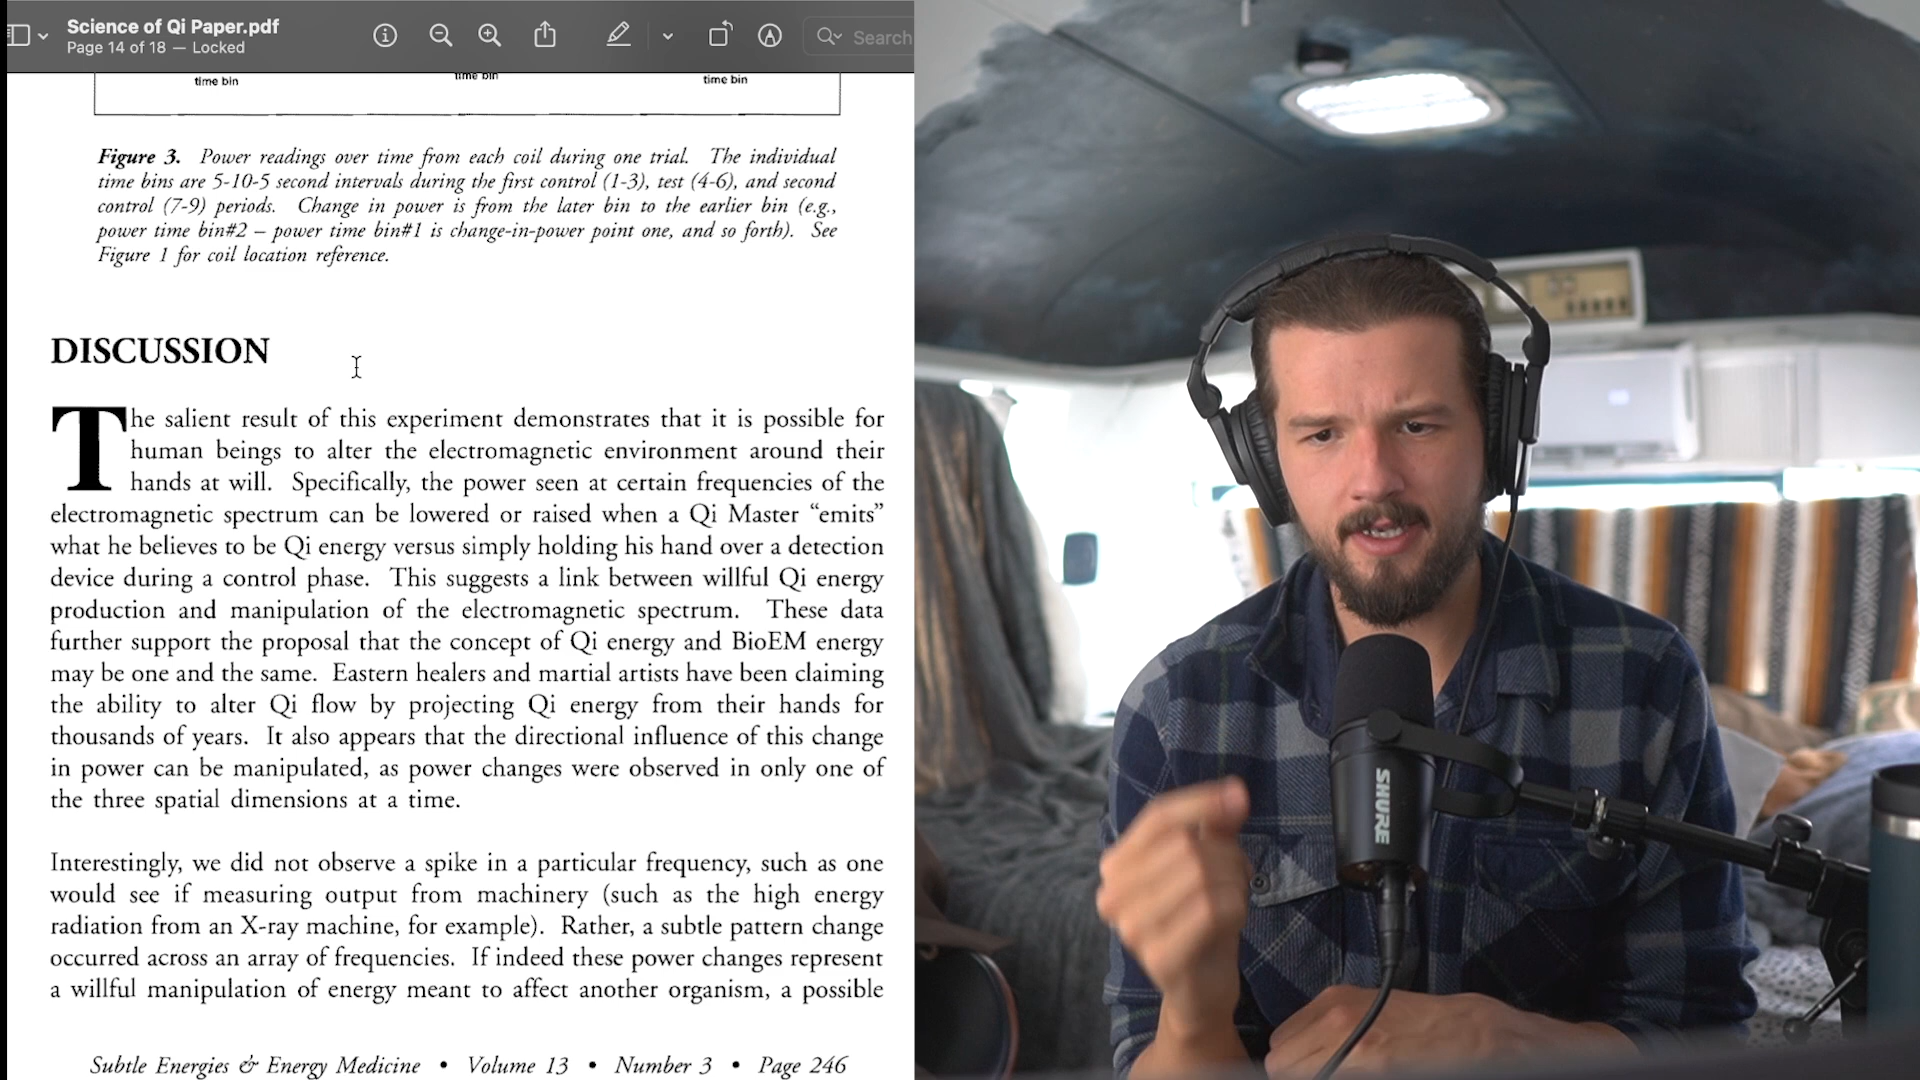 Science of Qi Paper.pdf
Page 14 of 18 — Locked
Search
time bin
time bin
time bin
Figure 3. Power readings over time from each coil during one trial. The individual
time bins are 5-10-5 second intervals during the first control (1-3), test (4-6), and second
control (7-9) periods. Change in power is from the later bin to the earlier bin (e.g.,
power time bin#2 – power time bin#1 is change-in-power point one, and so forth). See
Figure 1 for coil location reference.
DISCUSSION
The salient result of this experiment demonstrates that it is possible for
human beings to alter the electromagnetic environment around their
hands at will. Specifically, the power seen at certain frequencies of the
electromagnetic spectrum can be lowered or raised when a Qi Master “emits”
what he believes to be Qi energy versus simply holding his hand over a detection
device during a control phase. This suggests a link between willful Qi energy
production and manipulation of the electromagnetic spectrum. These data
further support the proposal that the concept of Qi energy and BioEM energy
may be one and the same. Eastern healers and martial artists have been claiming
the ability to alter Qi flow by projecting Qi energy from their hands for
thousands of years. It also appears that the directional influence of this change
in power can be manipulated, as power changes were observed in only one of
the three spatial dimensions at a time.
Interestingly, we did not observe a spike in a particular frequency, such as one
would see if measuring output from machinery (such as the high energy
radiation from an X-ray machine, for example). Rather, a subtle pattern change
occurred across an array of frequencies. If indeed these power changes represent
a willful manipulation of energy meant to affect another organism, a possible
Subtle Energies & Energy Medicine • Volume 13 • Number 3 • Page 246
SHURE